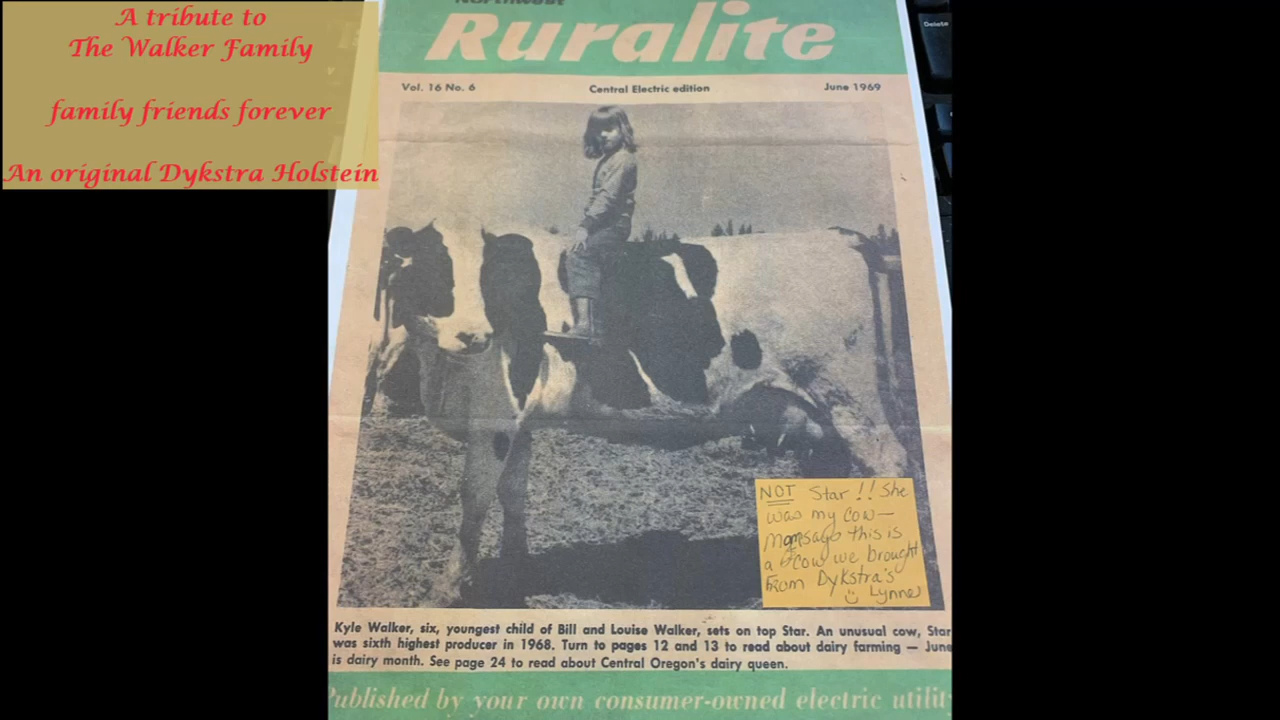 A tribute to
The Walker Family
family friends forever
An original Dykstra Holstein
Northwest
Ruralite
Vol. 16 No. 6 Central Electric edition June 1969
NOT Star !! She
was my cow—
Mom says this is
a cow we brought
from Dykstra's
Lynne
Kyle Walker, six, youngest child of Bill and Louise Walker, sets on top Star. An unusual cow, Star
was sixth highest producer in 1968. Turn to pages 12 and 13 to read about dairy farming — June
is dairy month. See page 24 to read about Central Oregon's dairy queen.
Published by your own consumer-owned electric utility
Delete